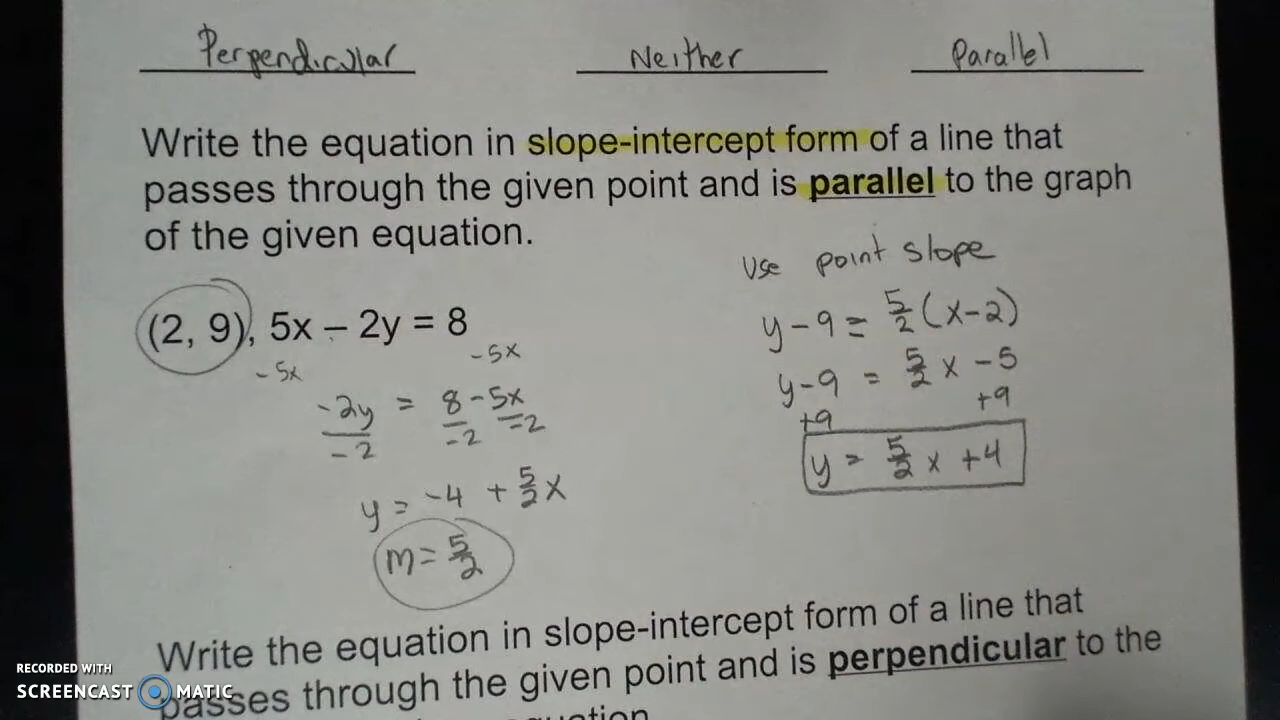 Perpendicular Neither Parallel
Write the equation in slope-intercept form of a line that
passes through the given point and is parallel to the graph
of the given equation.
(2, 9), 5x – 2y = 8
- 5x - 5x
-2y = 8 - 5x
-2 -2 -2
y = -4 + 5/2 x
m = 5/2
Use point slope
y - 9 = 5/2 (x - 2)
y - 9 = 5/2 x - 5
+9 +9
y = 5/2 x + 4
Write the equation in slope-intercept form of a line that
passes through the given point and is perpendicular to the
equation
RECORDED WITH
SCREENCAST MATIC